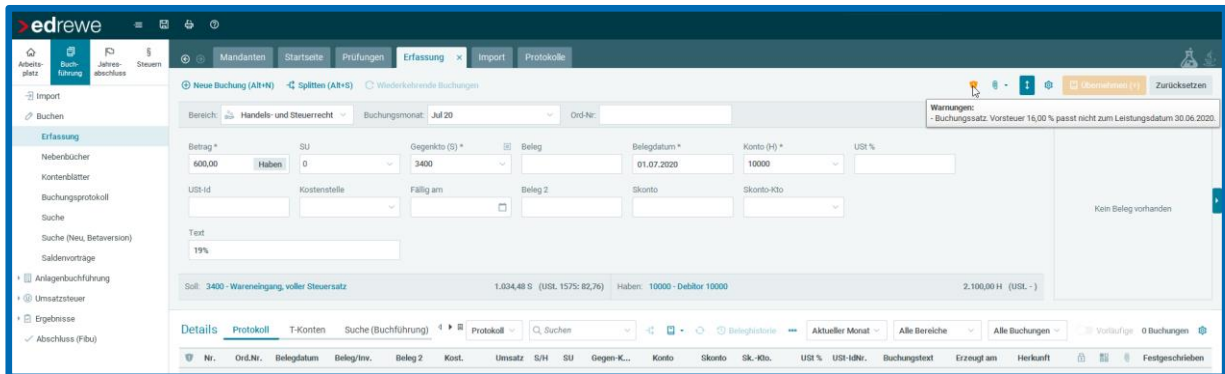 edrewe
Arbeits-platz Buch-führung Jahres-abschluss § Steuern
Mandanten Startseite Prüfungen Erfassung × Import Protokolle
Neue Buchung (Alt+N) Splitten (Alt+S) Wiederkehrende Buchungen Übernehmen (+) Zurücksetzen
Warnungen:
- Buchungssatz. Vorsteuer 16,00 % passt nicht zum Leistungsdatum 30.06.2020.
Import
Buchen
Erfassung
Nebenbücher
Kontenblätter
Buchungsprotokoll
Suche
Suche (Neu, Betaversion)
Saldenvorträge
Anlagenbuchführung
Umsatzsteuer
Ergebnisse
Abschluss (Fibu)
Bereich: Handels- und Steuerrecht Buchungsmonat: Jul 20 Ord-Nr:
Betrag * SU Gegenkto (S) * Beleg Belegdatum * Konto (H) * USt %
600,00 Haben 0 3400 01.07.2020 10000
USt-Id Kostenstelle Fällig am Beleg 2 Skonto Skonto-Kto
Kein Beleg vorhanden
Text
19%
Soll: 3400 - Wareneingang, voller Steuersatz 1.034,48 S (USt. 1575: 82,76) Haben: 10000 - Debitor 10000 2.100,00 H (USt. - )
Details Protokoll T-Konten Suche (Buchführung) Protokoll Suchen Beleghistorie ••• Aktueller Monat Alle Bereiche Alle Buchungen Vorläufige 0 Buchungen
Nr. Ord.Nr. Belegdatum Beleg/Inv. Beleg 2 Kost. Umsatz S/H SU Gegen-K... Konto Skonto Sk.-Kto. USt % USt-IdNr. Buchungstext Erzeugt am Herkunft Festgeschrieben